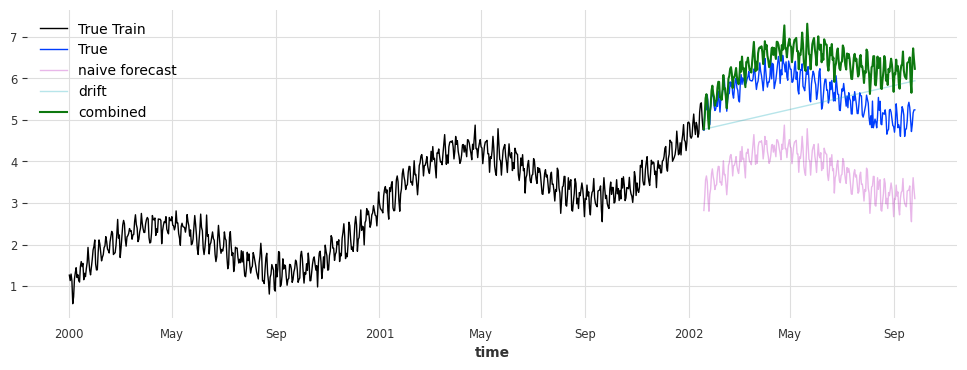 True Train
True
naive forecast
drift
combined
7
6
5
4
3
2
1
2000 May Sep 2001 May Sep 2002 May Sep
time